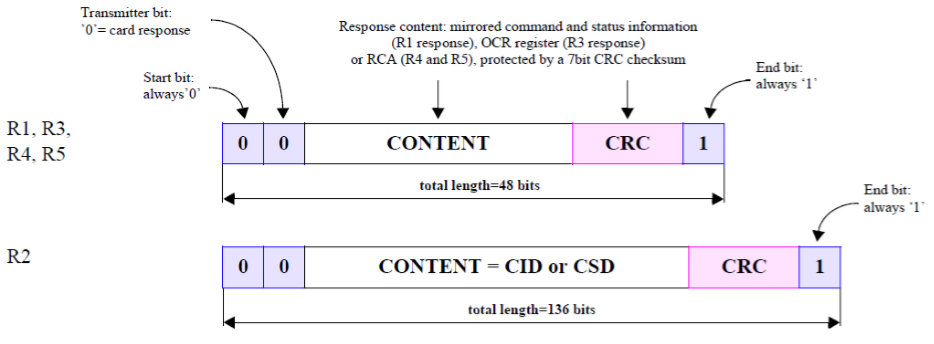 Transmitter bit:
'0'= card response
Response content: mirrored command and status information
(R1 response), OCR register (R3 response)
or RCA (R4 and R5), protected by a 7bit CRC checksum
Start bit:
always'0'
End bit:
always ‘1’
R1, R3,
R4, R5
0 0 CONTENT CRC 1
total length=48 bits
End bit:
always ‘1’
R2
0 0 CONTENT = CID or CSD CRC 1
total length=136 bits